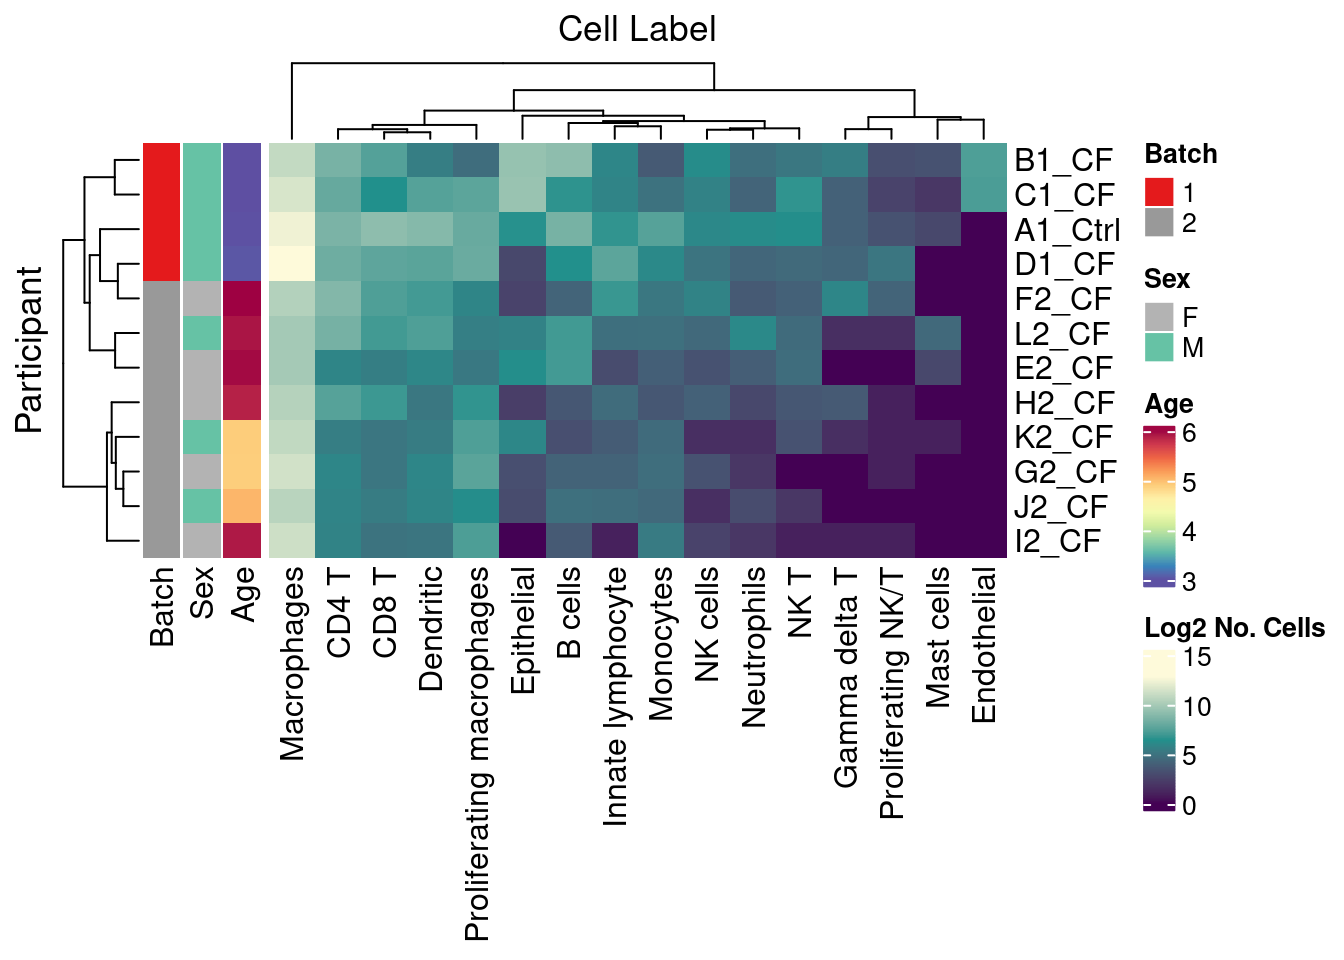 Cell Label
Participant
B1_CF
C1_CF
A1_Ctrl
D1_CF
F2_CF
L2_CF
E2_CF
H2_CF
K2_CF
G2_CF
J2_CF
I2_CF
Batch
Sex
Age
Macrophages
CD4 T
CD8 T
Dendritic
Proliferating macrophages
Epithelial
B cells
Innate lymphocyte
Monocytes
NK cells
Neutrophils
NK T
Gamma delta T
Proliferating NK/T
Mast cells
Endothelial
Batch
1
2
Sex
F
M
Age
6
5
4
3
Log2 No. Cells
15
10
5
0